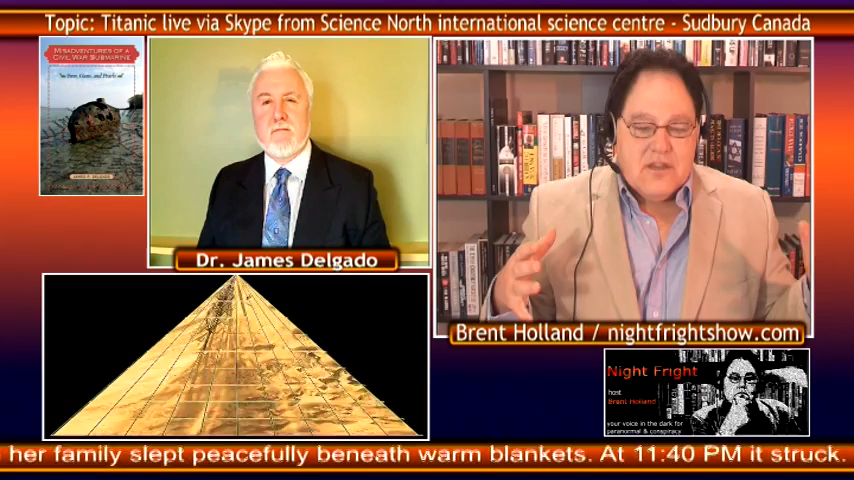 Topic: Titanic live via Skype from Science North international science centre - Sudbury Canada
MISADVENTURES OF A
CIVIL WAR SUBMARINE
JAMES P. DELGADO
Dr. James Delgado
Brent Holland / nightfrightshow.com
Night Fright
host
Brent Holland
your voice in the dark for
paranormal & conspiracy
her family slept peacefully beneath warm blankets. At 11:40 PM it struck.